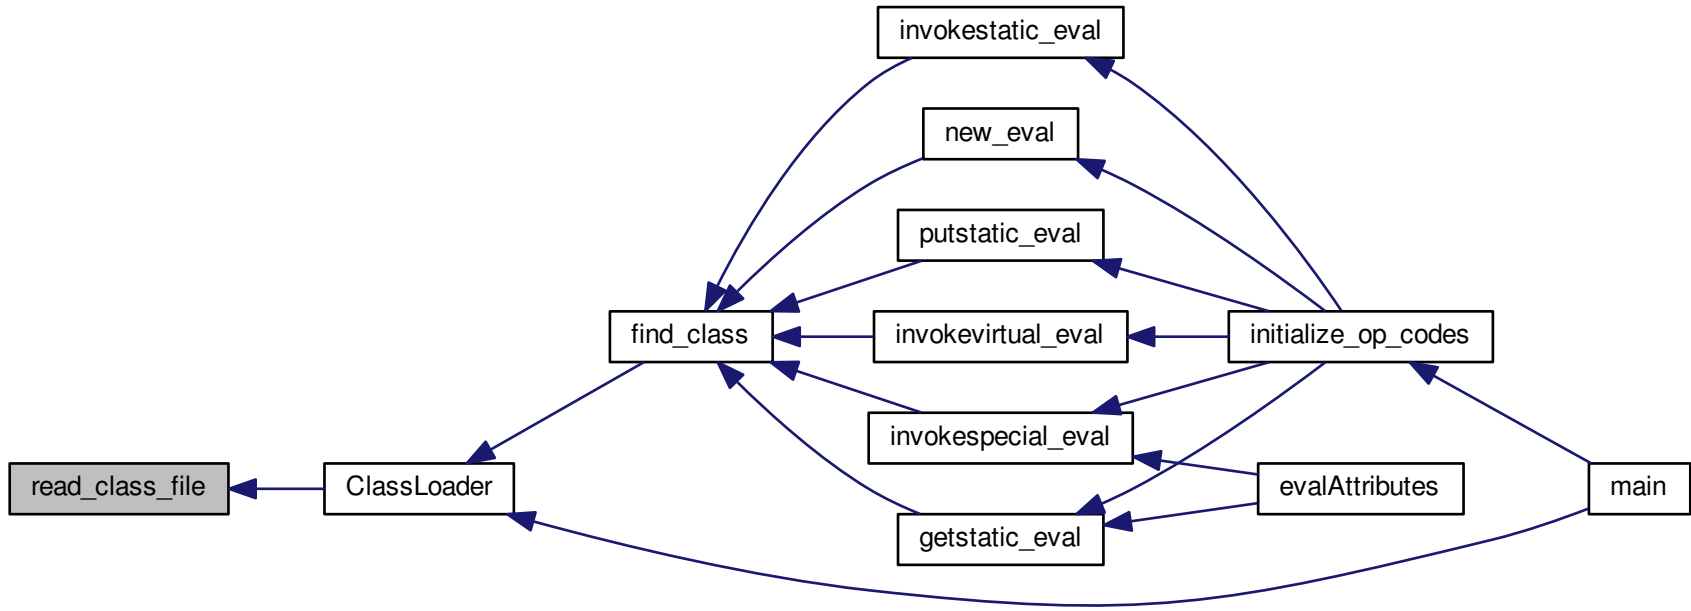 invokestatic_eval
new_eval
putstatic_eval
find_class
invokevirtual_eval
initialize_op_codes
invokespecial_eval
read_class_file
ClassLoader
evalAttributes
main
getstatic_eval